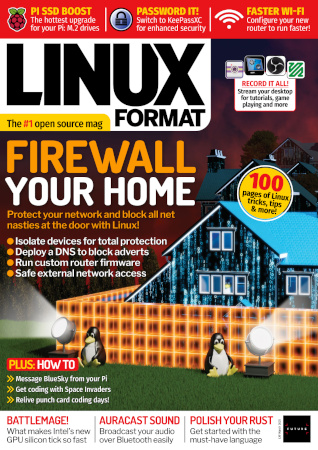 PI SSD BOOST
The hottest upgrade
for your Pi: M.2 drives
PASSWORD IT!
Switch to KeePassXC
for enhanced security
FASTER WI-FI
Configure your new
router to run faster!
LINUX
FORMAT
The #1 open source mag
RECORD IT ALL!
Stream your desktop
for tutorials, game
playing and more
FIREWALL
YOUR HOME
Protect your network and block all net
nasties at the door with Linux!
Isolate devices for total protection
Deploy a DNS to block adverts
Run custom router firmware
Safe external network access
100
pages of Linux
tricks, tips
& more!
PLUS: HOW TO
Message BlueSky from your Pi
Get coding with Space Invaders
Relive punch card coding days!
BATTLEMAGE!
What makes Intel's new
GPU silicon tick so fast
AURACAST SOUND
Broadcast your audio
over Bluetooth easily
POLISH YOUR RUST
Get started with the
must-have language
FUTURE